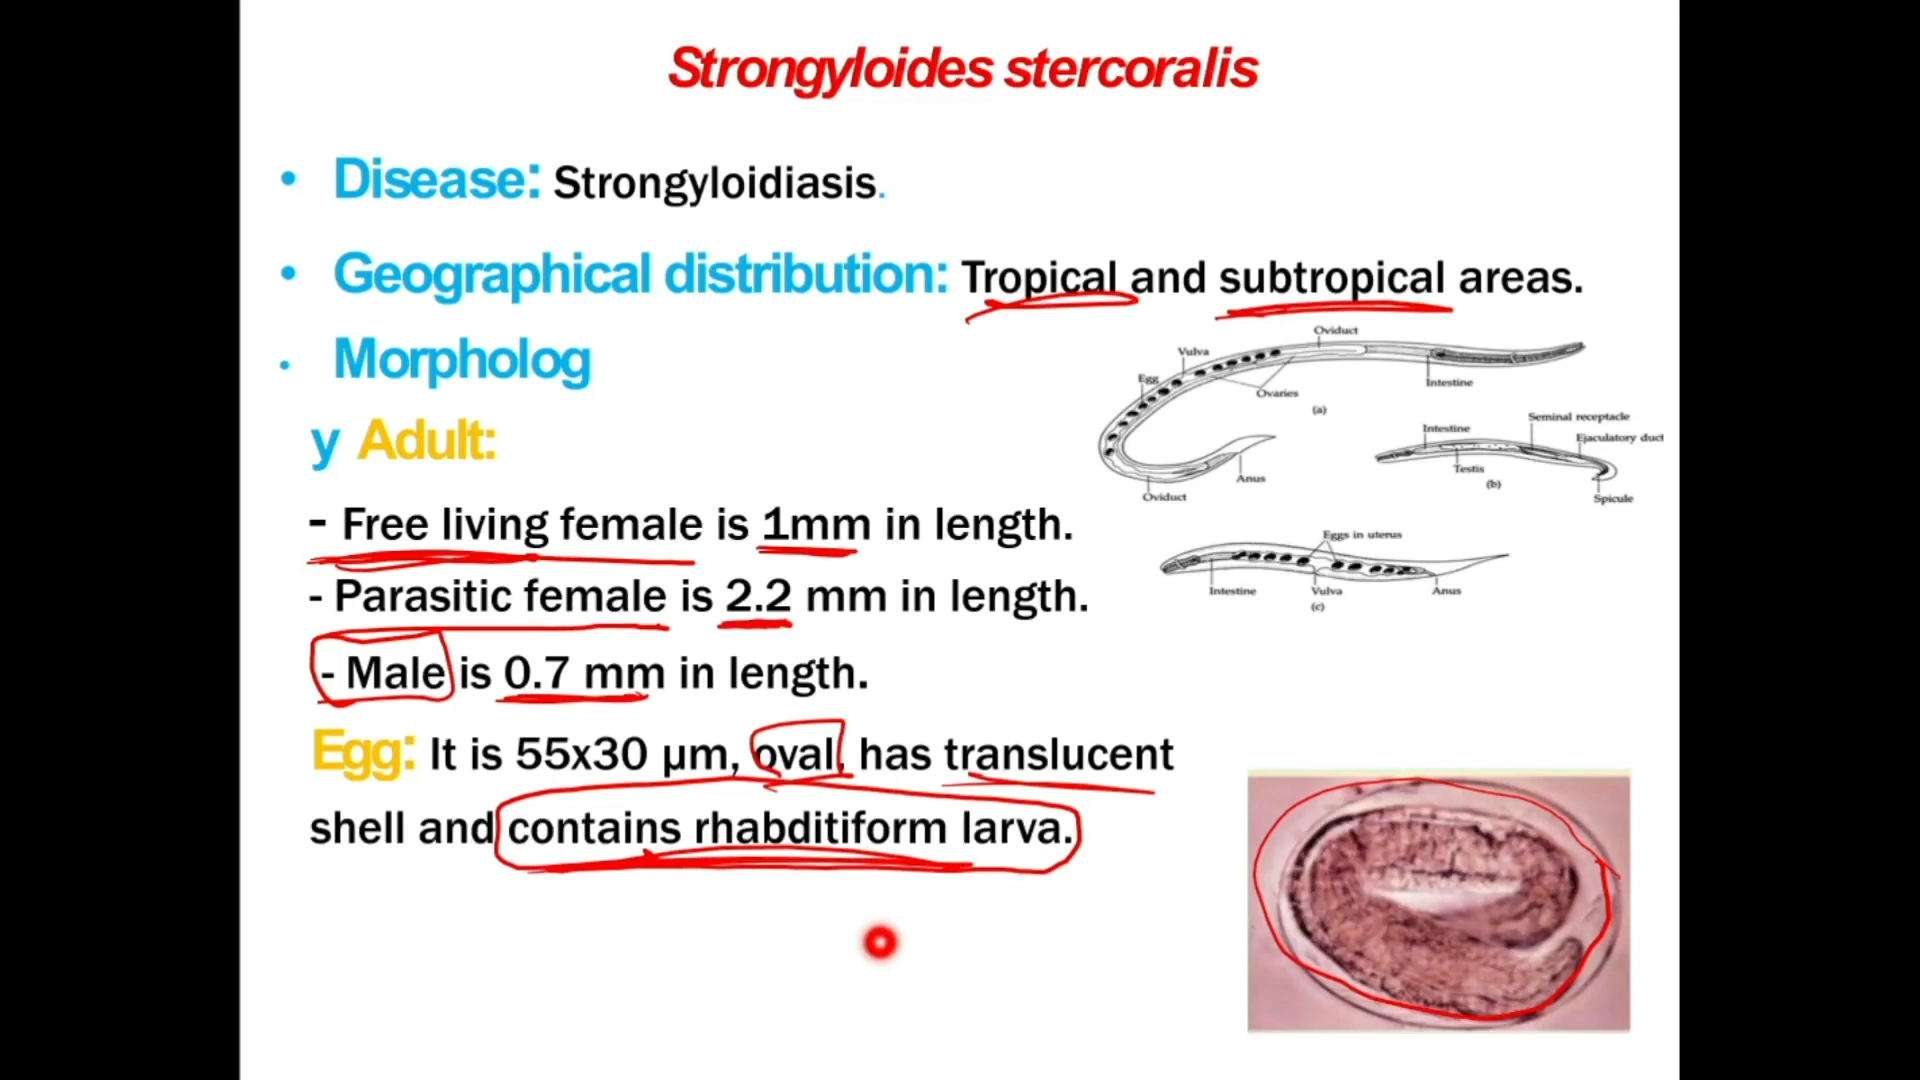 Strongyloides stercoralis
• Disease: Strongyloidiasis.
• Geographical distribution: Tropical and subtropical areas.
• Morpholog
y Adult:
- Free living female is 1mm in length.
- Parasitic female is 2.2 mm in length.
- Male is 0.7 mm in length.
Egg: It is 55x30 µm, oval, has translucent
shell and contains rhabditiform larva.
Oviduct
Vulva
Egg
Ovaries
Intestine
(a)
Anus
Oviduct
Seminal receptacle
Intestine
Ejaculatory duct
Testis
(b)
Spicule
Eggs in uterus
Intestine
Vulva
Anus
(c)